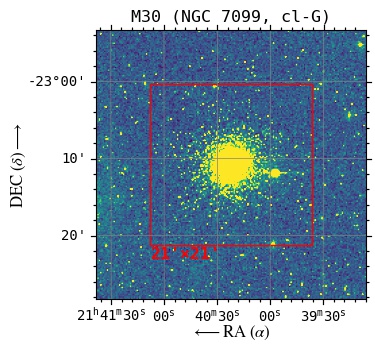 M30 (NGC 7099, cl-G)
DEC (δ) ⟶
-23°00'
10'
20'
21'×21'
21ʰ41ᵐ30ˢ 00ˢ 40ᵐ30ˢ 00ˢ 39ᵐ30ˢ
⟵ RA (α)